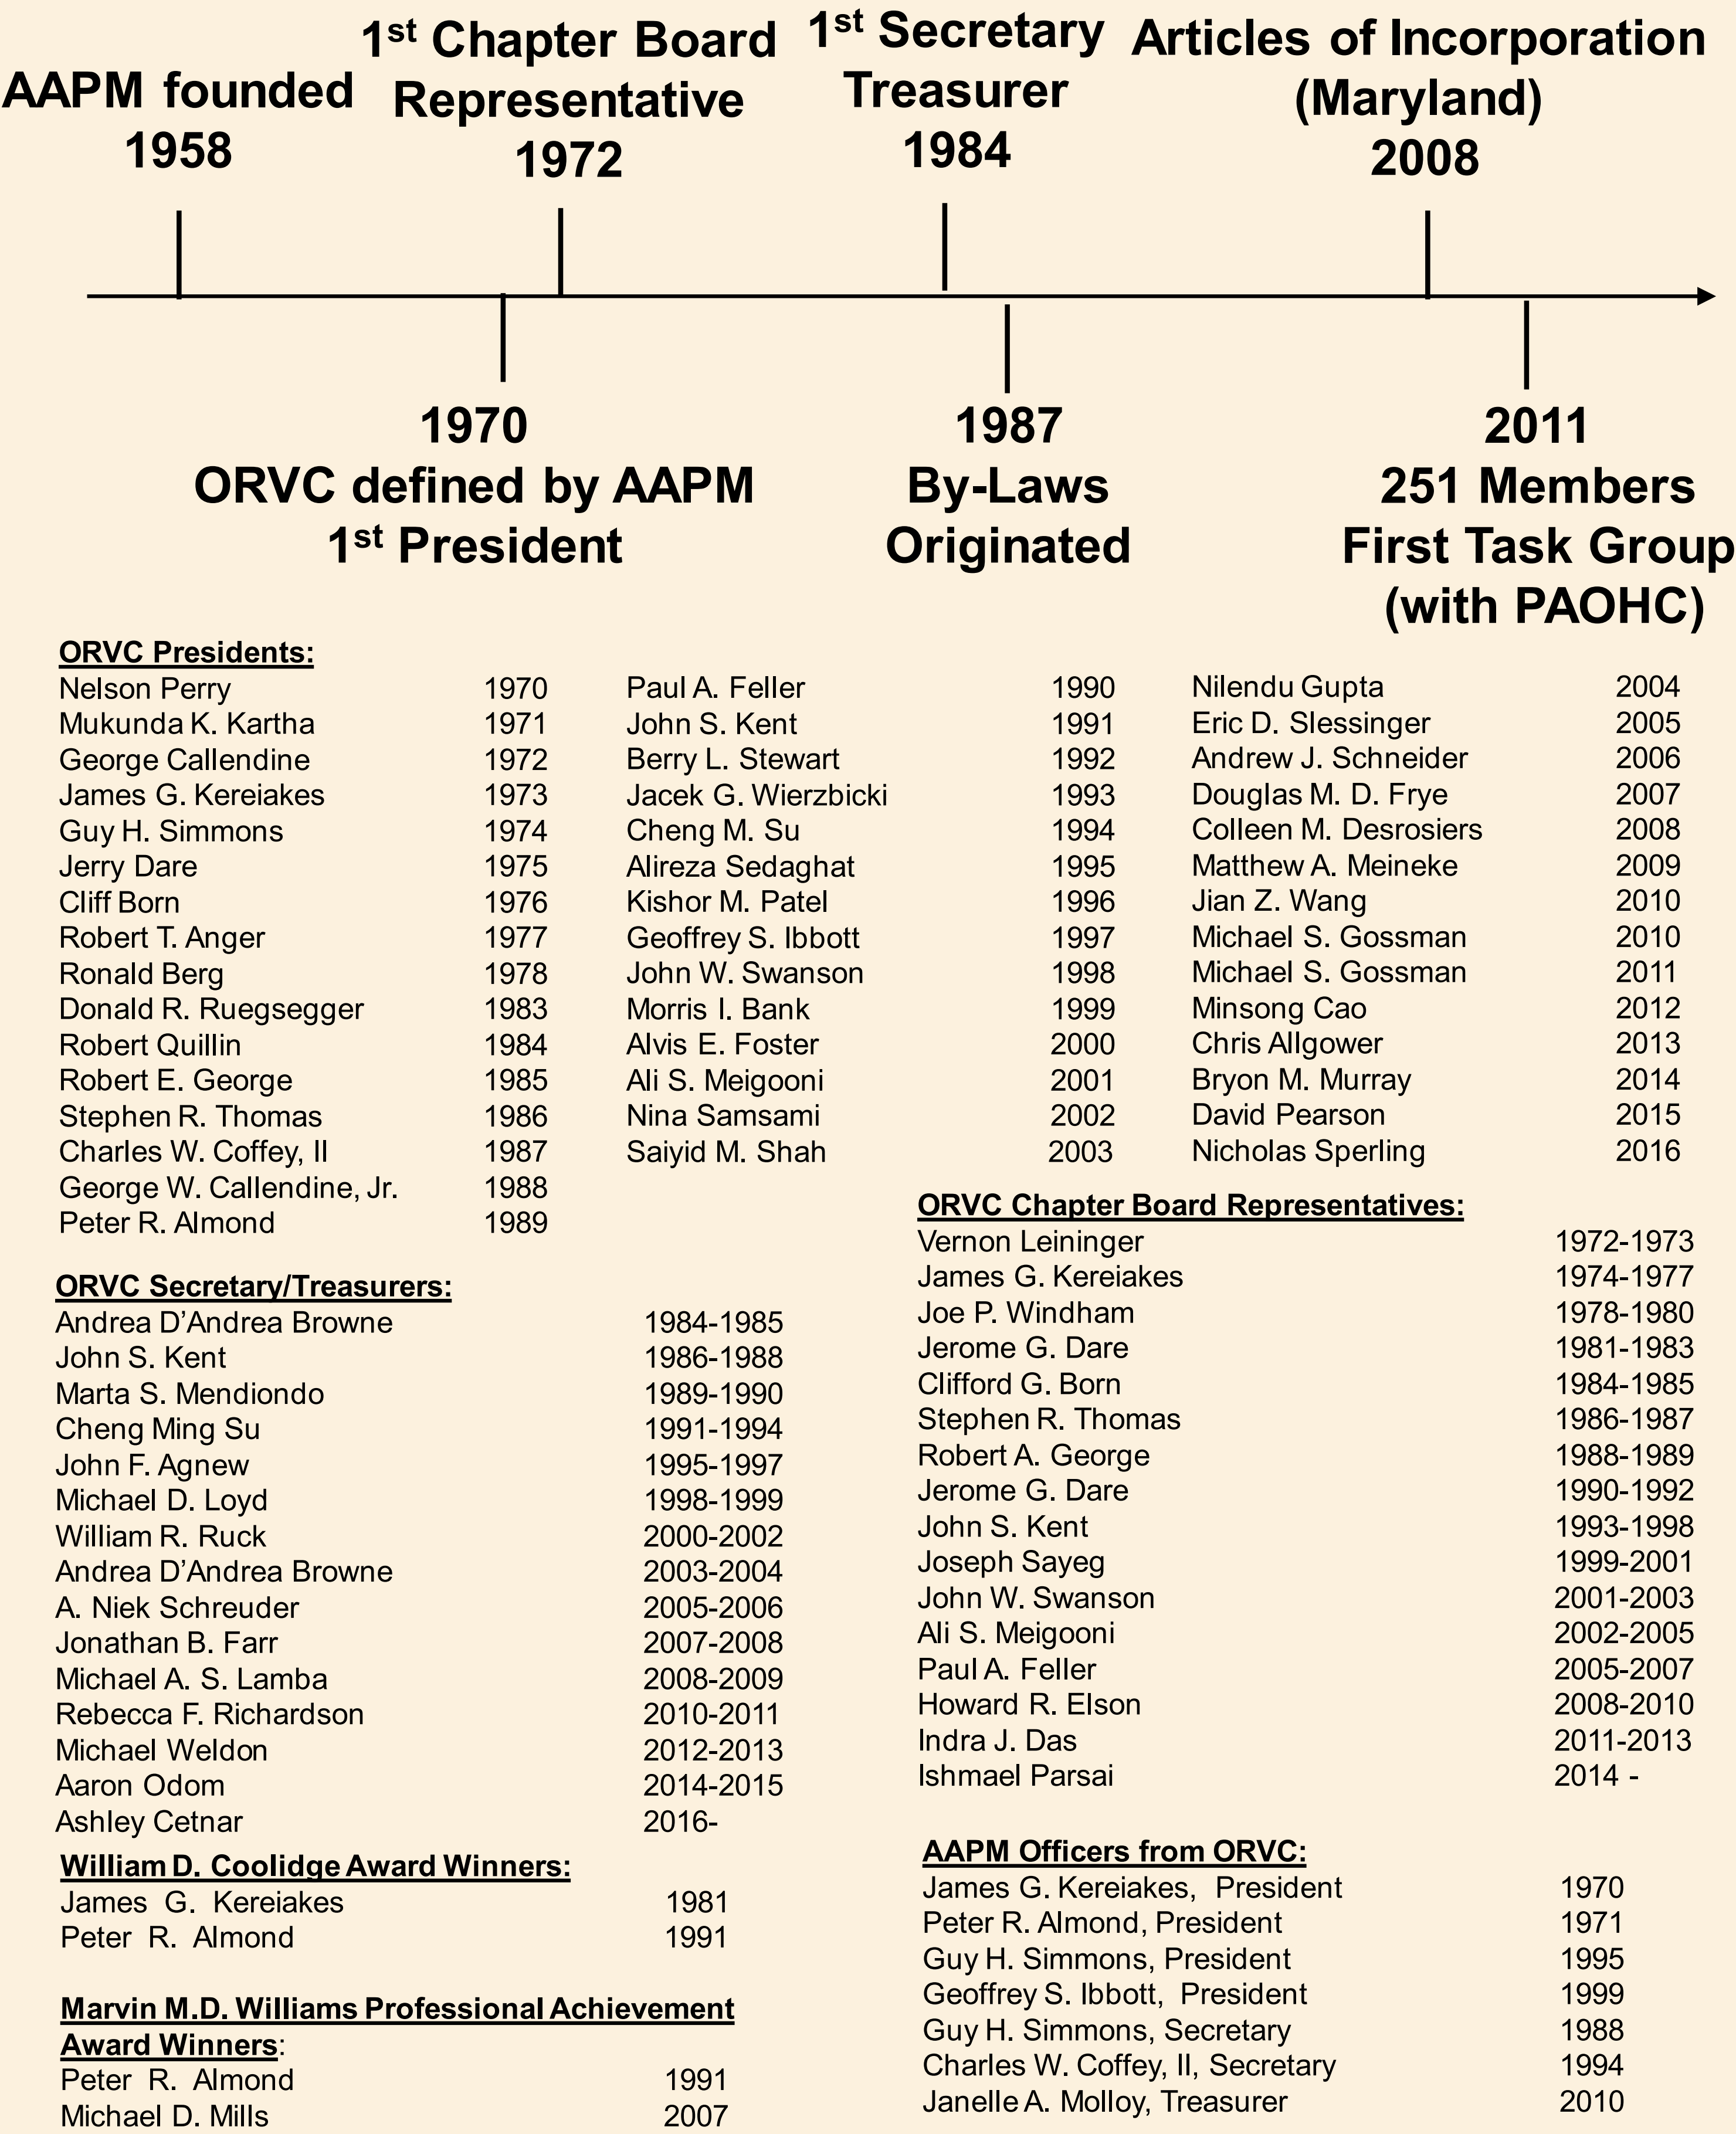 AAPM founded
1958
1st Chapter Board
Representative
1972
1st Secretary
Treasurer
1984
Articles of Incorporation
(Maryland)
2008
1970
ORVC defined by AAPM
1st President
1987
By-Laws
Originated
2011
251 Members
First Task Group
(with PAOHC)
ORVC Presidents:
Nelson Perry 1970
Mukunda K. Kartha 1971
George Callendine 1972
James G. Kereiakes 1973
Guy H. Simmons 1974
Jerry Dare 1975
Cliff Born 1976
Robert T. Anger 1977
Ronald Berg 1978
Donald R. Ruegsegger 1983
Robert Quillin 1984
Robert E. George 1985
Stephen R. Thomas 1986
Charles W. Coffey, II 1987
George W. Callendine, Jr. 1988
Peter R. Almond 1989
Paul A. Feller 1990
John S. Kent 1991
Berry L. Stewart 1992
Jacek G. Wierzbicki 1993
Cheng M. Su 1994
Alireza Sedaghat 1995
Kishor M. Patel 1996
Geoffrey S. Ibbott 1997
John W. Swanson 1998
Morris I. Bank 1999
Alvis E. Foster 2000
Ali S. Meigooni 2001
Nina Samsami 2002
Saiyid M. Shah 2003
Nilendu Gupta 2004
Eric D. Slessinger 2005
Andrew J. Schneider 2006
Douglas M. D. Frye 2007
Colleen M. Desrosiers 2008
Matthew A. Meineke 2009
Jian Z. Wang 2010
Michael S. Gossman 2010
Michael S. Gossman 2011
Minsong Cao 2012
Chris Allgower 2013
Bryon M. Murray 2014
David Pearson 2015
Nicholas Sperling 2016
ORVC Secretary/Treasurers:
Andrea D’Andrea Browne 1984-1985
John S. Kent 1986-1988
Marta S. Mendiondo 1989-1990
Cheng Ming Su 1991-1994
John F. Agnew 1995-1997
Michael D. Loyd 1998-1999
William R. Ruck 2000-2002
Andrea D’Andrea Browne 2003-2004
A. Niek Schreuder 2005-2006
Jonathan B. Farr 2007-2008
Michael A. S. Lamba 2008-2009
Rebecca F. Richardson 2010-2011
Michael Weldon 2012-2013
Aaron Odom 2014-2015
Ashley Cetnar 2016-
ORVC Chapter Board Representatives:
Vernon Leininger 1972-1973
James G. Kereiakes 1974-1977
Joe P. Windham 1978-1980
Jerome G. Dare 1981-1983
Clifford G. Born 1984-1985
Stephen R. Thomas 1986-1987
Robert A. George 1988-1989
Jerome G. Dare 1990-1992
John S. Kent 1993-1998
Joseph Sayeg 1999-2001
John W. Swanson 2001-2003
Ali S. Meigooni 2002-2005
Paul A. Feller 2005-2007
Howard R. Elson 2008-2010
Indra J. Das 2011-2013
Ishmael Parsai 2014 -
William D. Coolidge Award Winners:
James G. Kereiakes 1981
Peter R. Almond 1991
Marvin M.D. Williams Professional Achievement
Award Winners:
Peter R. Almond 1991
Michael D. Mills 2007
AAPM Officers from ORVC:
James G. Kereiakes, President 1970
Peter R. Almond, President 1971
Guy H. Simmons, President 1995
Geoffrey S. Ibbott, President 1999
Guy H. Simmons, Secretary 1988
Charles W. Coffey, II, Secretary 1994
Janelle A. Molloy, Treasurer 2010